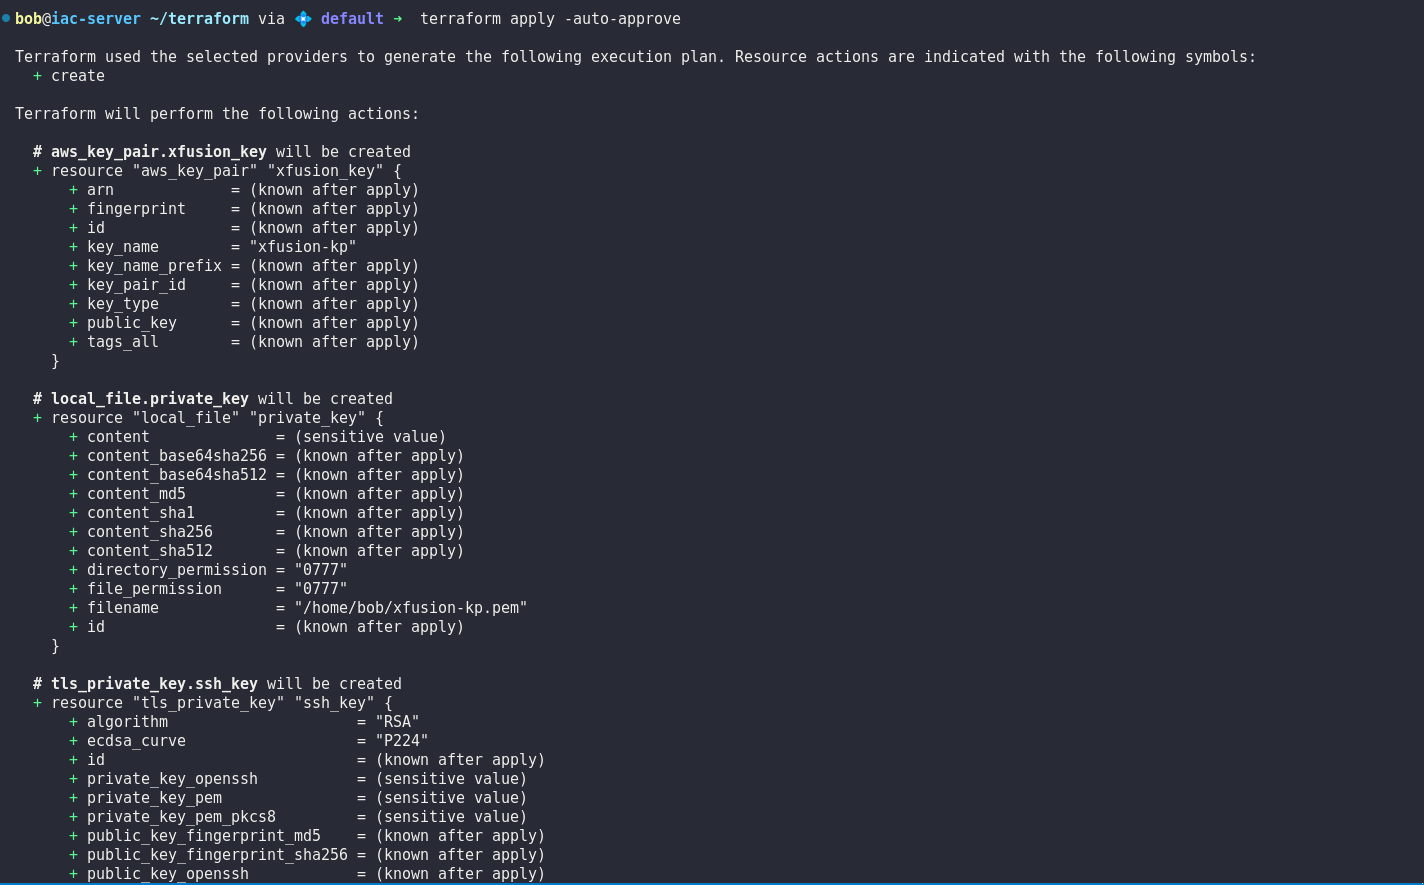 bob@iac-server ~/terraform via 💠 default ➜  terraform apply -auto-approve

Terraform used the selected providers to generate the following execution plan. Resource actions are indicated with the following symbols:
  + create

Terraform will perform the following actions:

  # aws_key_pair.xfusion_key will be created
  + resource "aws_key_pair" "xfusion_key" {
      + arn             = (known after apply)
      + fingerprint     = (known after apply)
      + id              = (known after apply)
      + key_name        = "xfusion-kp"
      + key_name_prefix = (known after apply)
      + key_pair_id     = (known after apply)
      + key_type        = (known after apply)
      + public_key      = (known after apply)
      + tags_all        = (known after apply)
    }

  # local_file.private_key will be created
  + resource "local_file" "private_key" {
      + content              = (sensitive value)
      + content_base64sha256 = (known after apply)
      + content_base64sha512 = (known after apply)
      + content_md5          = (known after apply)
      + content_sha1         = (known after apply)
      + content_sha256       = (known after apply)
      + content_sha512       = (known after apply)
      + directory_permission = "0777"
      + file_permission      = "0777"
      + filename             = "/home/bob/xfusion-kp.pem"
      + id                   = (known after apply)
    }

  # tls_private_key.ssh_key will be created
  + resource "tls_private_key" "ssh_key" {
      + algorithm                     = "RSA"
      + ecdsa_curve                   = "P224"
      + id                            = (known after apply)
      + private_key_openssh           = (sensitive value)
      + private_key_pem               = (sensitive value)
      + private_key_pem_pkcs8         = (sensitive value)
      + public_key_fingerprint_md5    = (known after apply)
      + public_key_fingerprint_sha256 = (known after apply)
      + public_key_openssh            = (known after apply)